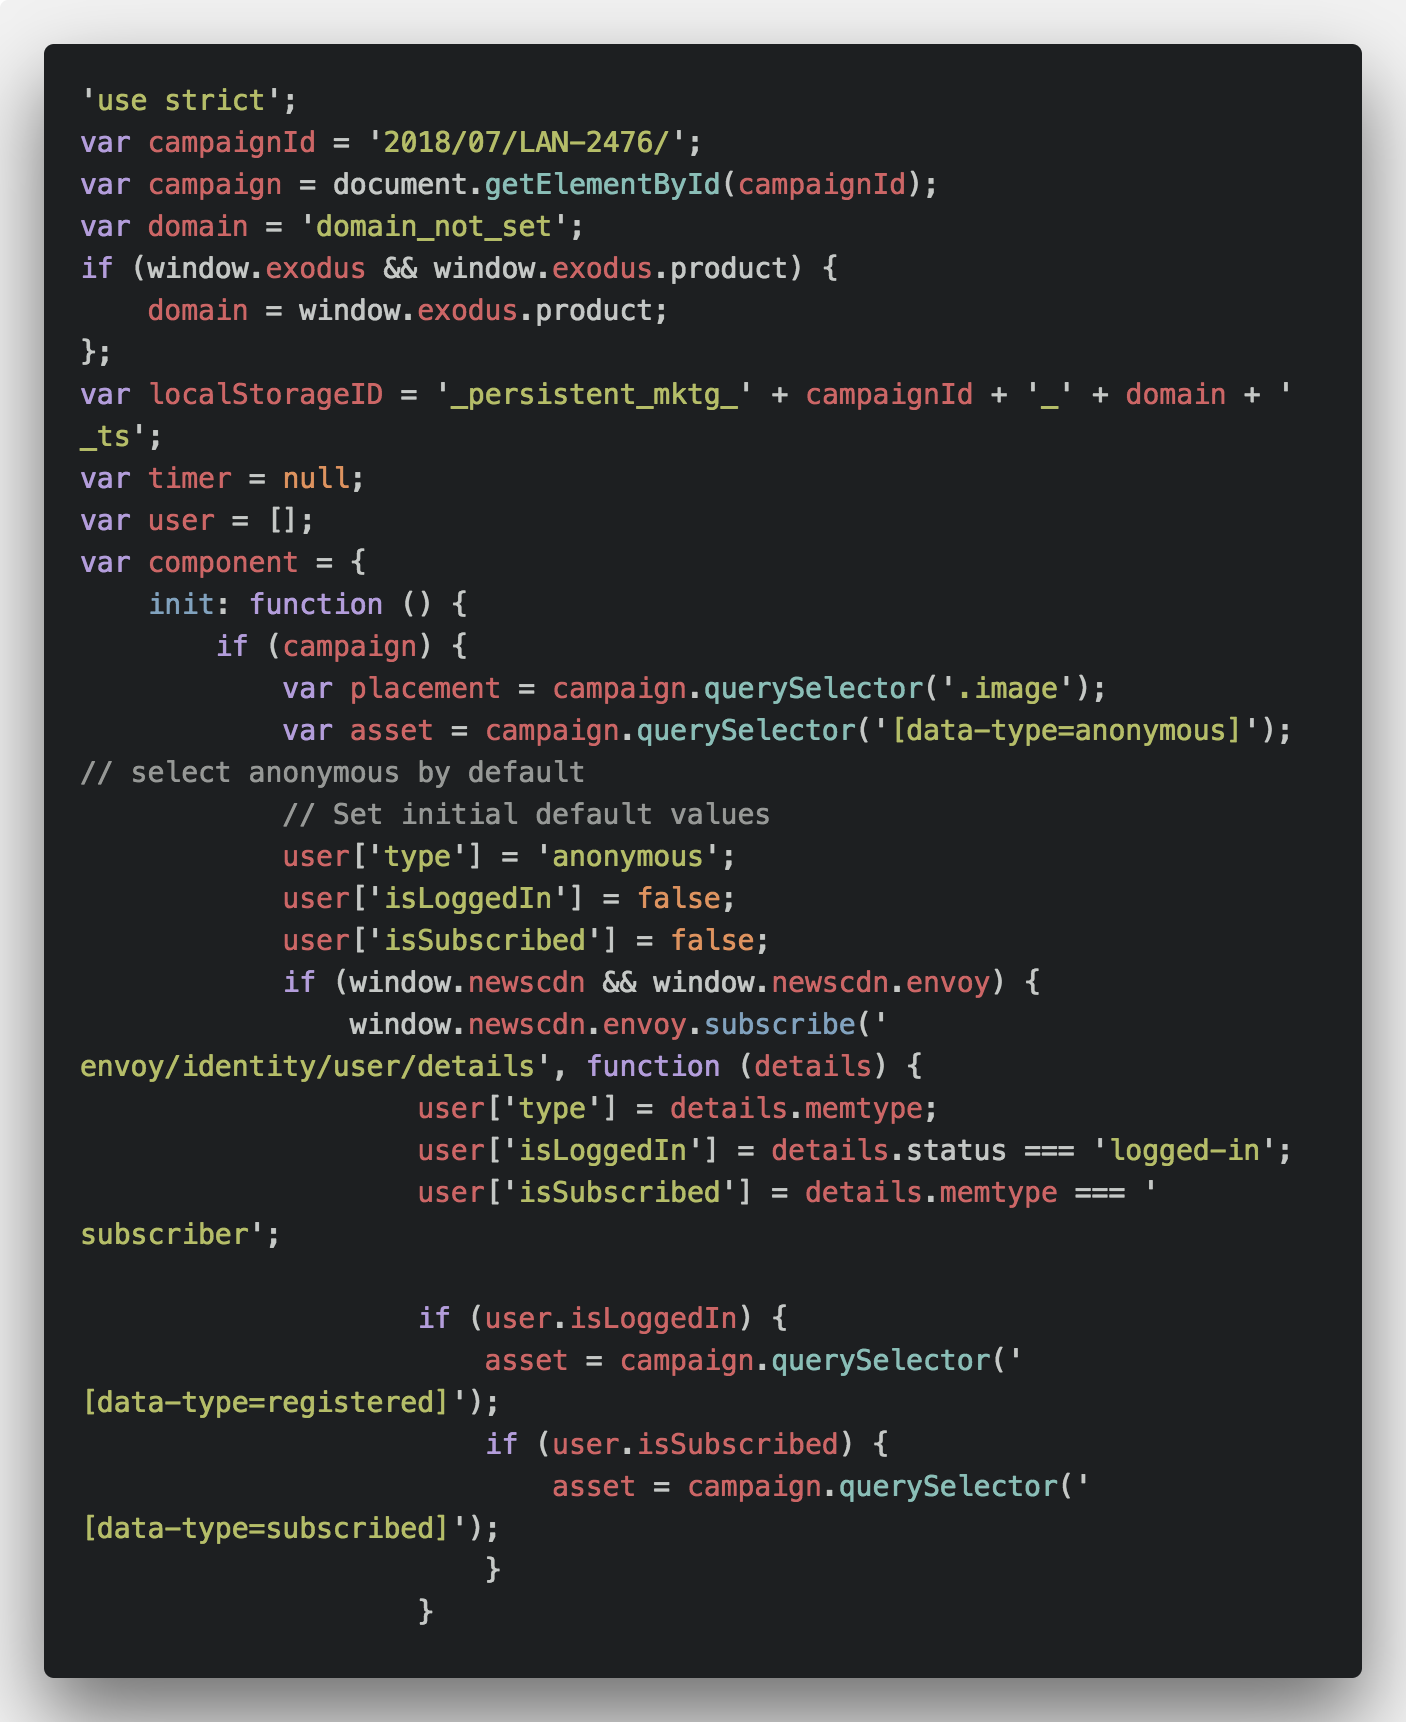 'use strict';
var campaignId = '2018/07/LAN-2476/';
var campaign = document.getElementById(campaignId);
var domain = 'domain_not_set';
if (window.exodus && window.exodus.product) {
    domain = window.exodus.product;
};
var localStorageID = '_persistent_mktg_' + campaignId + '_' + domain + '
_ts';
var timer = null;
var user = [];
var component = {
    init: function () {
        if (campaign) {
            var placement = campaign.querySelector('.image');
            var asset = campaign.querySelector('[data-type=anonymous]');
// select anonymous by default
            // Set initial default values
            user['type'] = 'anonymous';
            user['isLoggedIn'] = false;
            user['isSubscribed'] = false;
            if (window.newscdn && window.newscdn.envoy) {
                window.newscdn.envoy.subscribe('
envoy/identity/user/details', function (details) {
                    user['type'] = details.memtype;
                    user['isLoggedIn'] = details.status === 'logged-in';
                    user['isSubscribed'] = details.memtype === '
subscriber';

                    if (user.isLoggedIn) {
                        asset = campaign.querySelector('
[data-type=registered]');
                        if (user.isSubscribed) {
                            asset = campaign.querySelector('
[data-type=subscribed]');
                        }
                    }